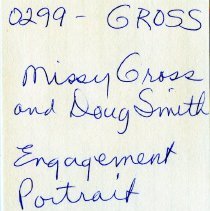 0299- GROSS
Missy Gross
and Doug Smith
Engagement
Portrait